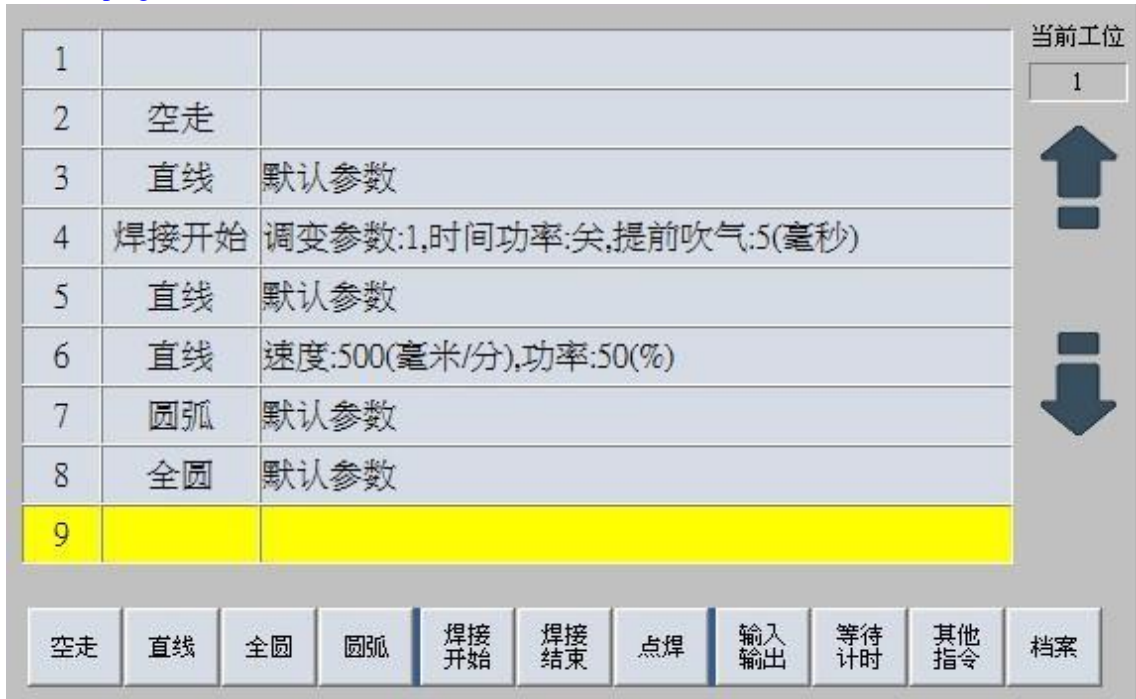 当前工位
1
1
2 空走
3 直线 默认参数
4 焊接开始 调变参数:1,时间功率:关,提前吹气:5(毫秒)
5 直线 默认参数
6 直线 速度:500(毫米/分),功率:50(%)
7 圆弧 默认参数
8 全圆 默认参数
9
空走 直线 全圆 圆弧 焊接开始 焊接结束 点焊 输入输出 等待计时 其他指令 档案